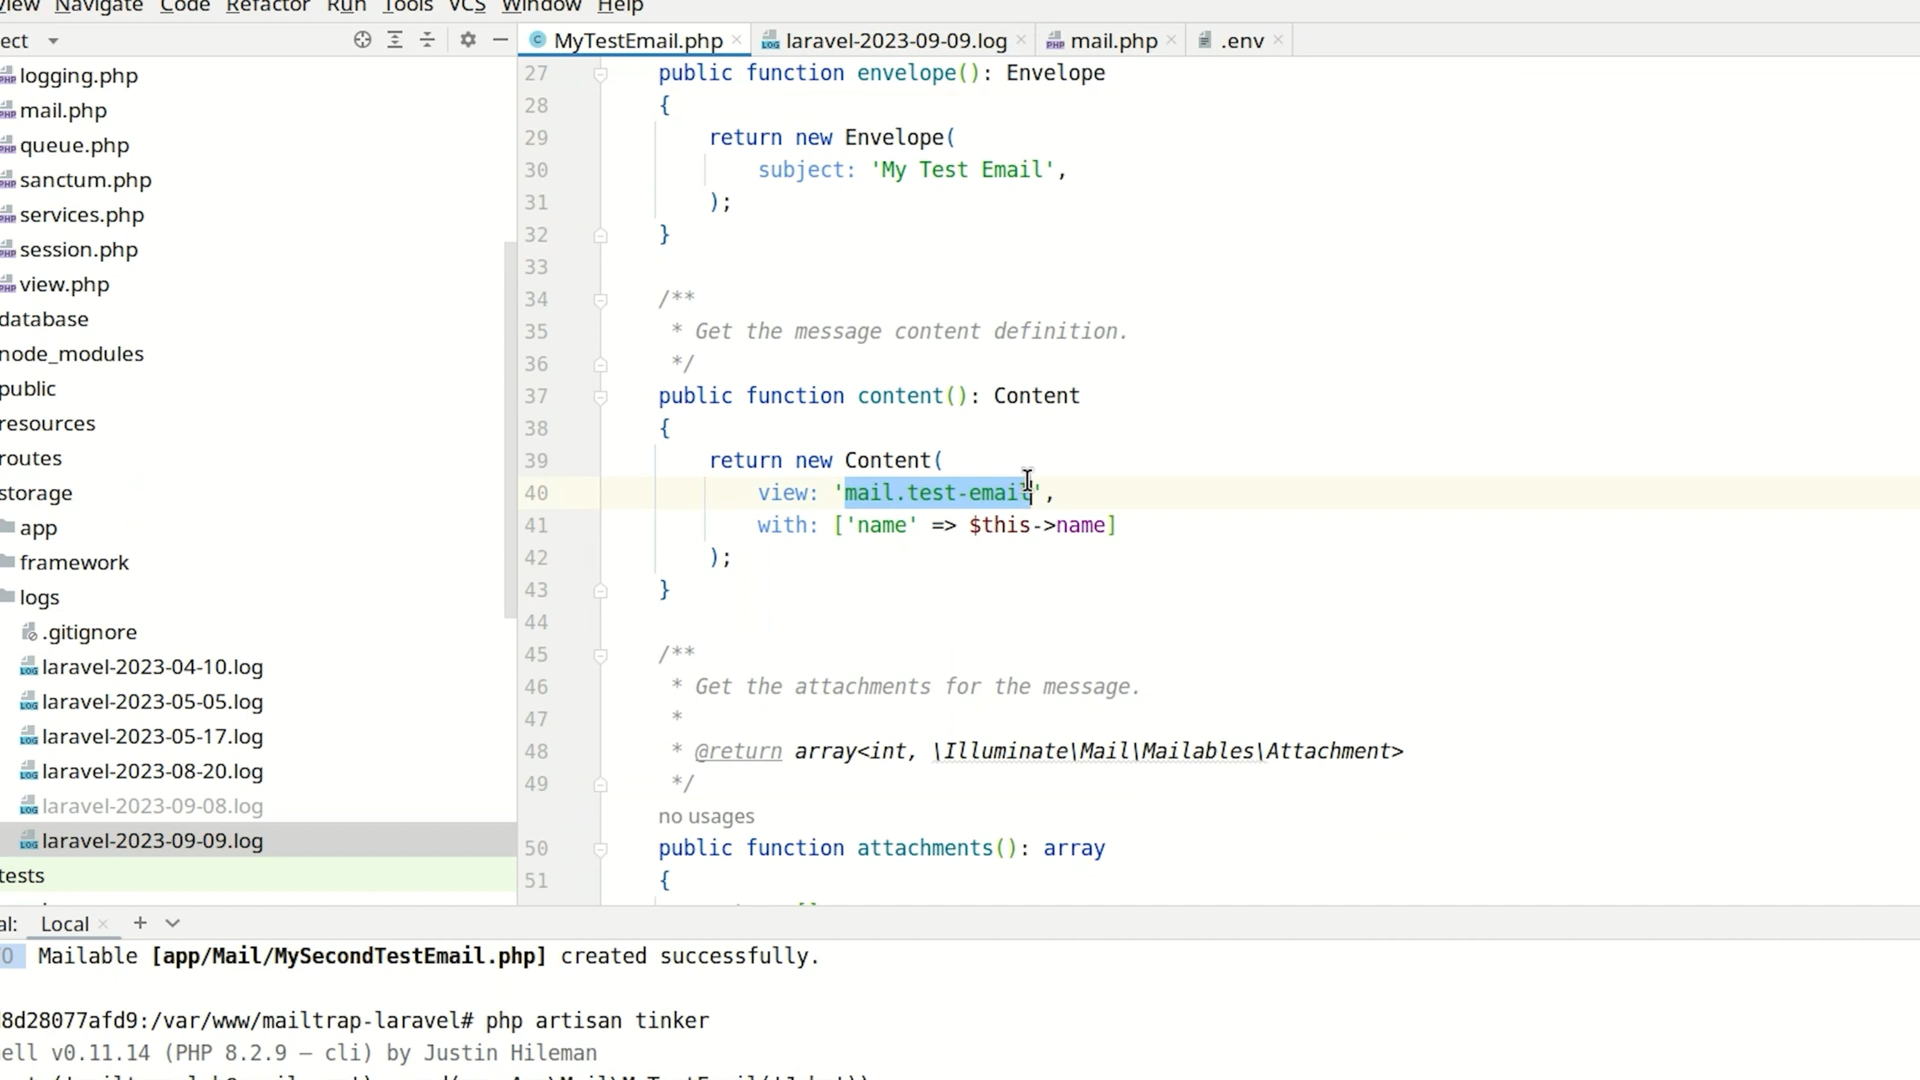 View Navigate Code Refactor Run Tools VCS Window Help
ect
MyTestEmail.php laravel-2023-09-09.log mail.php .env
logging.php
mail.php
queue.php
sanctum.php
services.php
session.php
view.php
database
node_modules
public
resources
routes
storage
app
framework
logs
.gitignore
laravel-2023-04-10.log
laravel-2023-05-05.log
laravel-2023-05-17.log
laravel-2023-08-20.log
laravel-2023-09-08.log
laravel-2023-09-09.log
tests
27 public function envelope(): Envelope
28 {
29 return new Envelope(
30 subject: 'My Test Email',
31 );
32 }
33
34 /**
35 * Get the message content definition.
36 */
37 public function content(): Content
38 {
39 return new Content(
40 view: 'mail.test-email',
41 with: ['name' => $this->name]
42 );
43 }
44
45 /**
46 * Get the attachments for the message.
47 *
48 * @return array<int, \Illuminate\Mail\Mailables\Attachment>
49 */
no usages
50 public function attachments(): array
51 {
al: Local
O Mailable [app/Mail/MySecondTestEmail.php] created successfully.
8d28077afd9:/var/www/mailtrap-laravel# php artisan tinker
ell v0.11.14 (PHP 8.2.9 — cli) by Justin Hileman